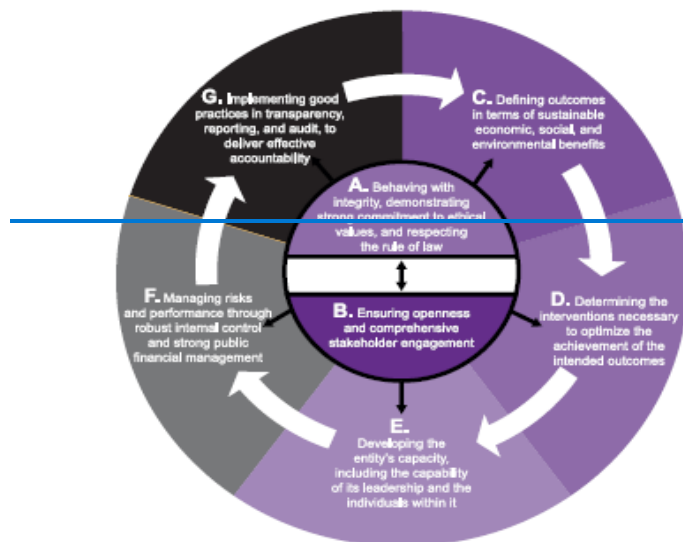 G. Implementing good
practices in transparency,
reporting, and audit, to
deliver effective
accountability
C. Defining outcomes
in terms of sustainable
economic, social, and
environmental benefits
A. Behaving with
integrity, demonstrating
strong commitment to ethical
values, and respecting
the rule of law
B. Ensuring openness
and comprehensive
stakeholder engagement
D. Determining the
interventions necessary
to optimize the
achievement of the
intended outcomes
E.
Developing the
entity's capacity,
including the capability
of its leadership and the
individuals within it
F. Managing risks
and performance through
robust internal control
and strong public
financial management